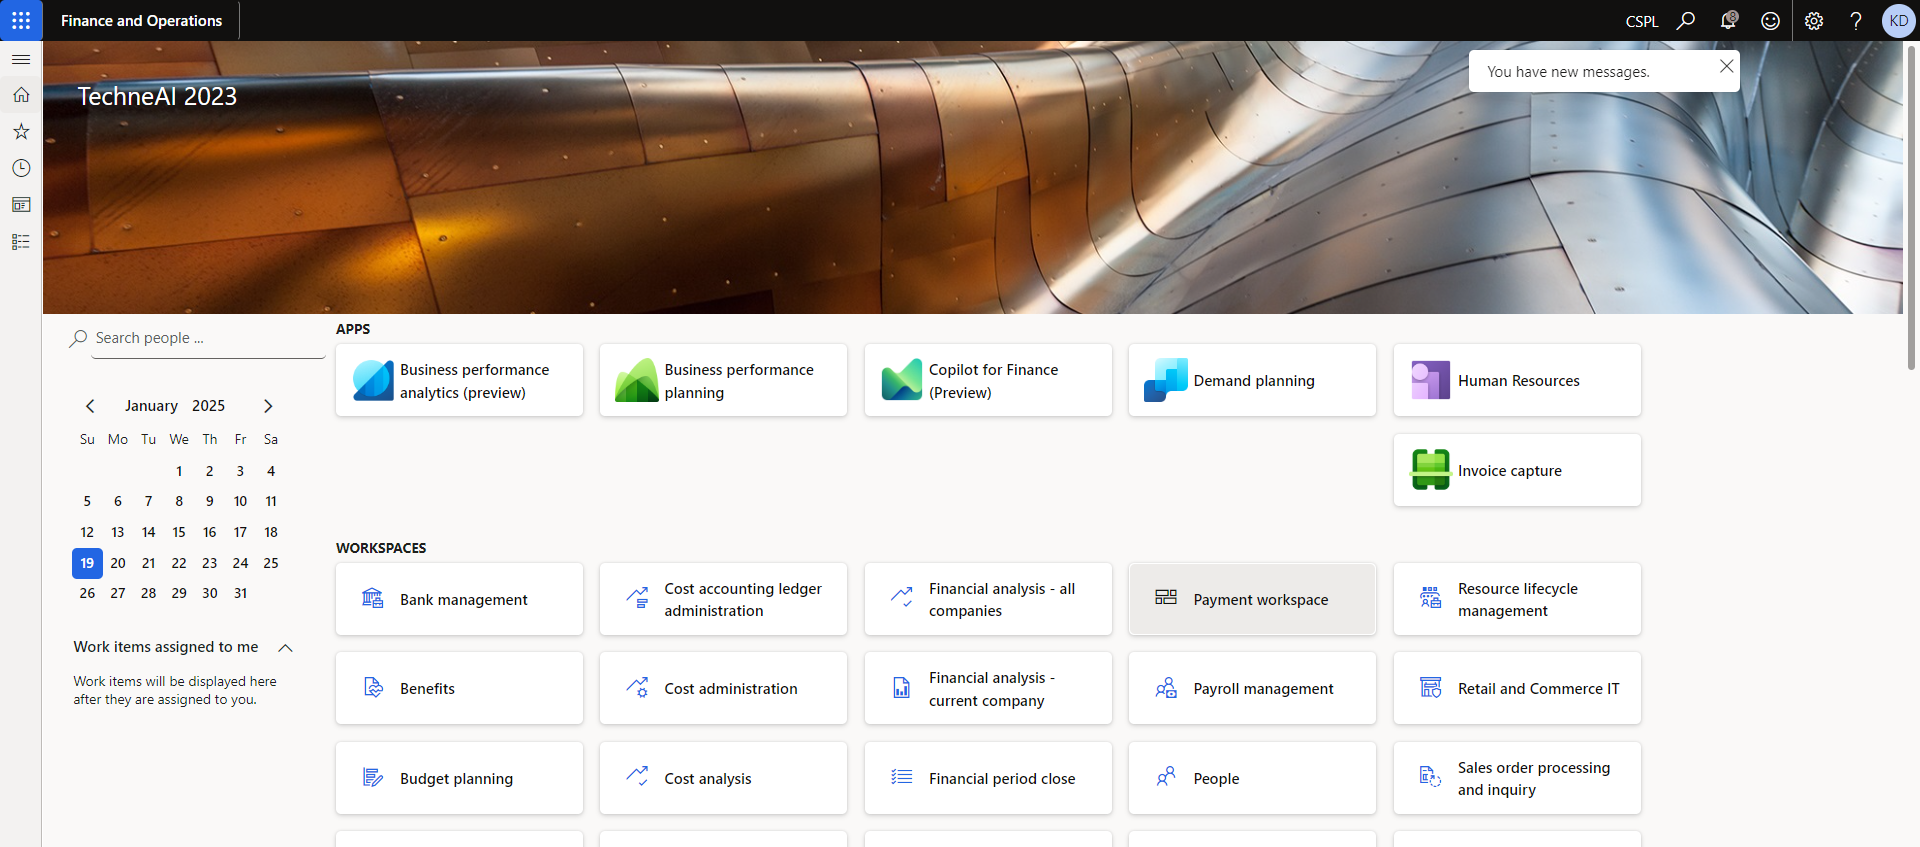 Finance and Operations
CSPL
8
KD
You have new messages.
TechneAI 2023
Search people ...
January 2025
Su Mo Tu We Th Fr Sa
1 2 3 4
5 6 7 8 9 10 11
12 13 14 15 16 17 18
19 20 21 22 23 24 25
26 27 28 29 30 31
Work items assigned to me
Work items will be displayed here
after they are assigned to you.
APPS
Business performance
analytics (preview)
Business performance
planning
Copilot for Finance
(Preview)
Demand planning
Human Resources
Invoice capture
WORKSPACES
Bank management
Cost accounting ledger
administration
Financial analysis - all
companies
Payment workspace
Resource lifecycle
management
Benefits
Cost administration
Financial analysis -
current company
Payroll management
Retail and Commerce IT
Budget planning
Cost analysis
Financial period close
People
Sales order processing
and inquiry